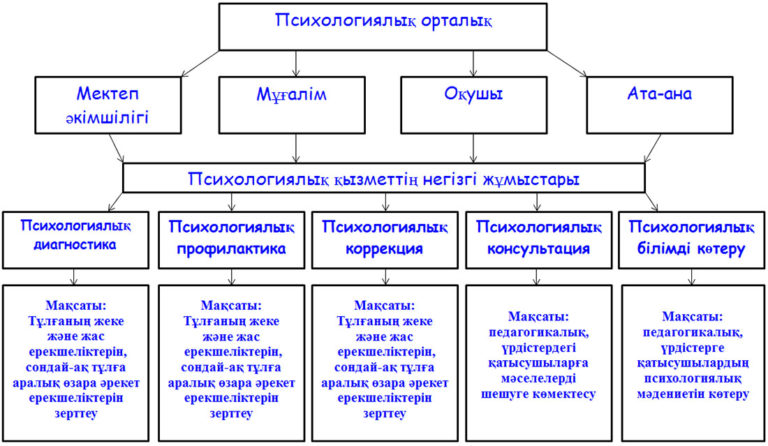 Психологиялық орталық
Мектеп
әкімшілігі
Мұғалім
Оқушы
Ата-ана
Психологиялық қызметтің негізгі жұмыстары
Психологиялық
диагностика
Психологиялық
профилактика
Психологиялық
коррекция
Психологиялық
консультация
Психологиялық
білімді көтеру
Мақсаты:
Тұлғаның жеке
және жас
ерекшеліктерін,
сондай-ақ тұлға
аралық өзара әрекет
ерекшеліктерін
зерттеу
Мақсаты:
Тұлғаның жеке
және жас
ерекшеліктерін,
сондай-ақ тұлға
аралық өзара әрекет
ерекшеліктерін
зерттеу
Мақсаты:
Тұлғаның жеке
және жас
ерекшеліктерін,
сондай-ақ тұлға
аралық өзара әрекет
ерекшеліктерін
зерттеу
Мақсаты:
педагогикалық,
үрдістердегі
қатысушыларға
мәселелерді
шешуге көмектесу
Мақсаты:
педагогикалық,
үрдістерге
қатысушылардың
психологиялық
мәдениетін көтеру